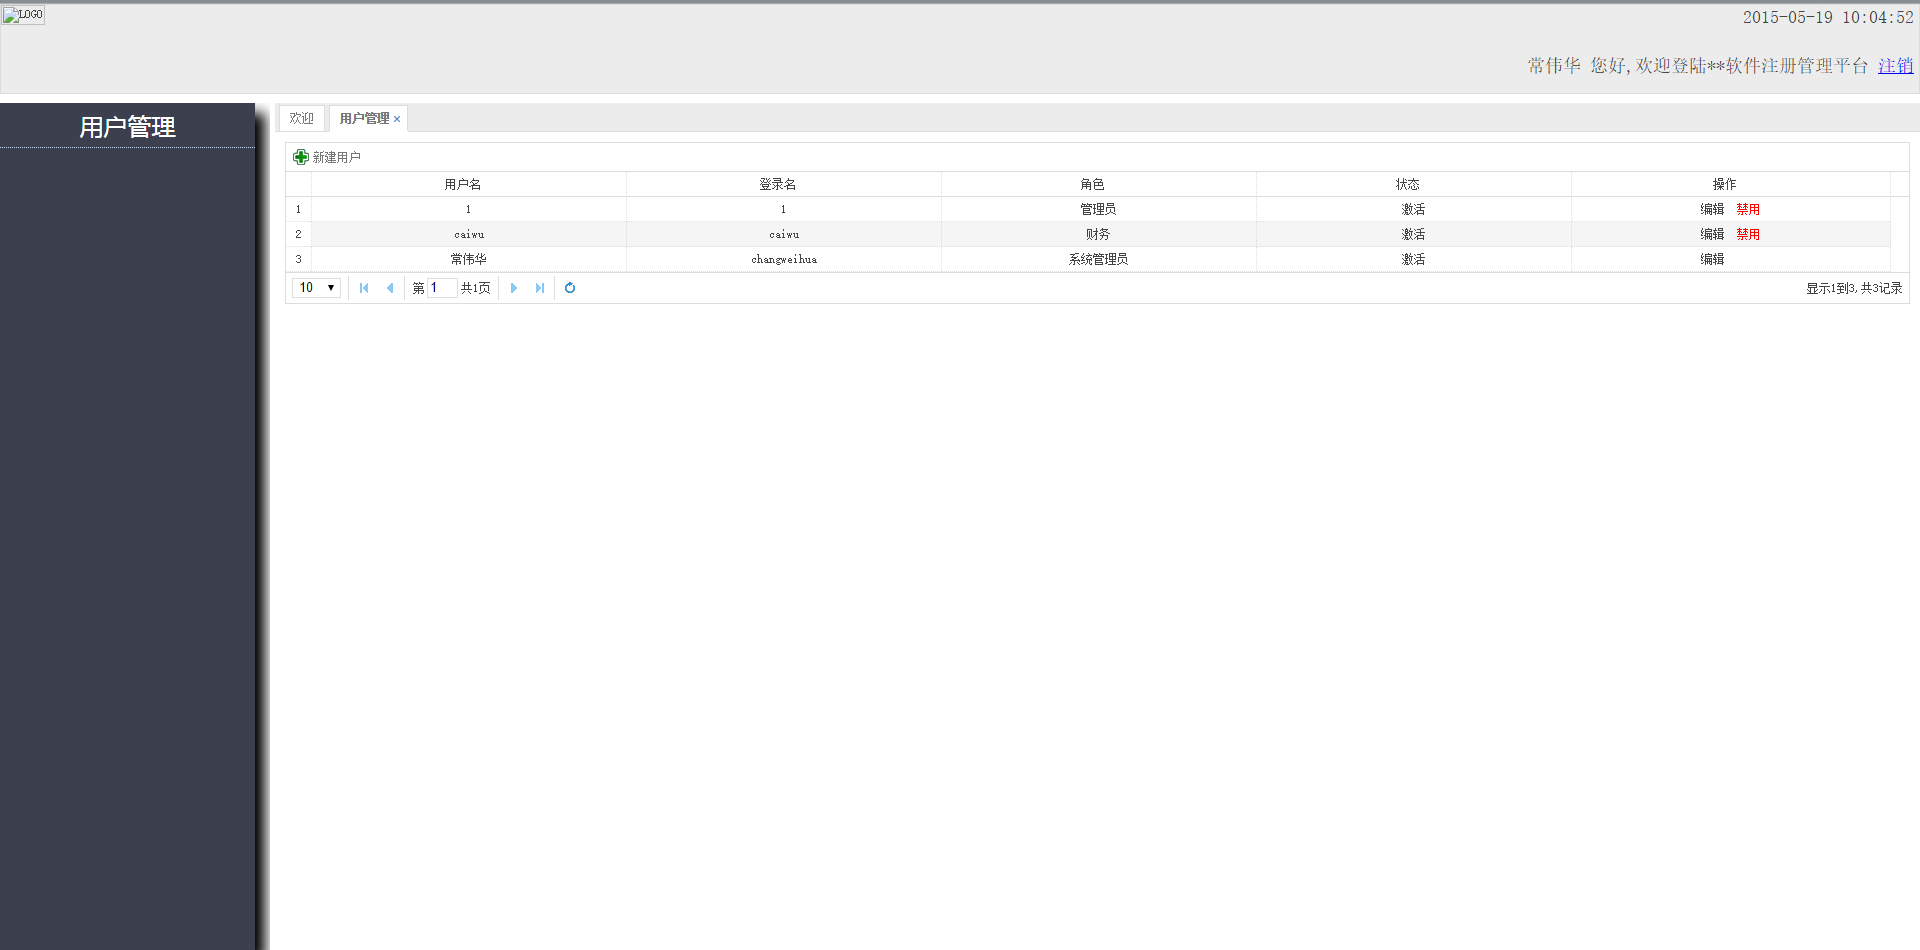 LOGO
2015-05-19 10:04:52
常伟华 您好,欢迎登陆**软件注册管理平台 注销
用户管理
欢迎 用户管理 ×
新建用户
用户名 登录名 角色 状态 操作
1 1 1 管理员 激活 编辑 禁用
2 caiwu caiwu 财务 激活 编辑 禁用
3 常伟华 changweihua 系统管理员 激活 编辑
10 第 1 共1页 显示1到3,共3记录